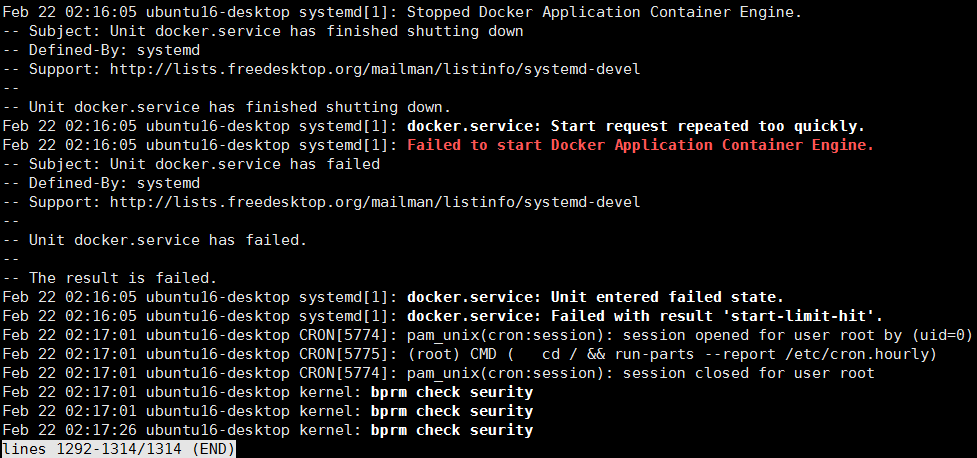 Feb 22 02:16:05 ubuntu16-desktop systemd[1]: Stopped Docker Application Container Engine.
-- Subject: Unit docker.service has finished shutting down
-- Defined-By: systemd
-- Support: http://lists.freedesktop.org/mailman/listinfo/systemd-devel
--
-- Unit docker.service has finished shutting down.
Feb 22 02:16:05 ubuntu16-desktop systemd[1]: docker.service: Start request repeated too quickly.
Feb 22 02:16:05 ubuntu16-desktop systemd[1]: Failed to start Docker Application Container Engine.
-- Subject: Unit docker.service has failed
-- Defined-By: systemd
-- Support: http://lists.freedesktop.org/mailman/listinfo/systemd-devel
--
-- Unit docker.service has failed.
--
-- The result is failed.
Feb 22 02:16:05 ubuntu16-desktop systemd[1]: docker.service: Unit entered failed state.
Feb 22 02:16:05 ubuntu16-desktop systemd[1]: docker.service: Failed with result 'start-limit-hit'.
Feb 22 02:17:01 ubuntu16-desktop CRON[5774]: pam_unix(cron:session): session opened for user root by (uid=0)
Feb 22 02:17:01 ubuntu16-desktop CRON[5775]: (root) CMD (   cd / && run-parts --report /etc/cron.hourly)
Feb 22 02:17:01 ubuntu16-desktop CRON[5774]: pam_unix(cron:session): session closed for user root
Feb 22 02:17:01 ubuntu16-desktop kernel: bprm check seurity
Feb 22 02:17:01 ubuntu16-desktop kernel: bprm check seurity
Feb 22 02:17:26 ubuntu16-desktop kernel: bprm check seurity
lines 1292-1314/1314 (END)